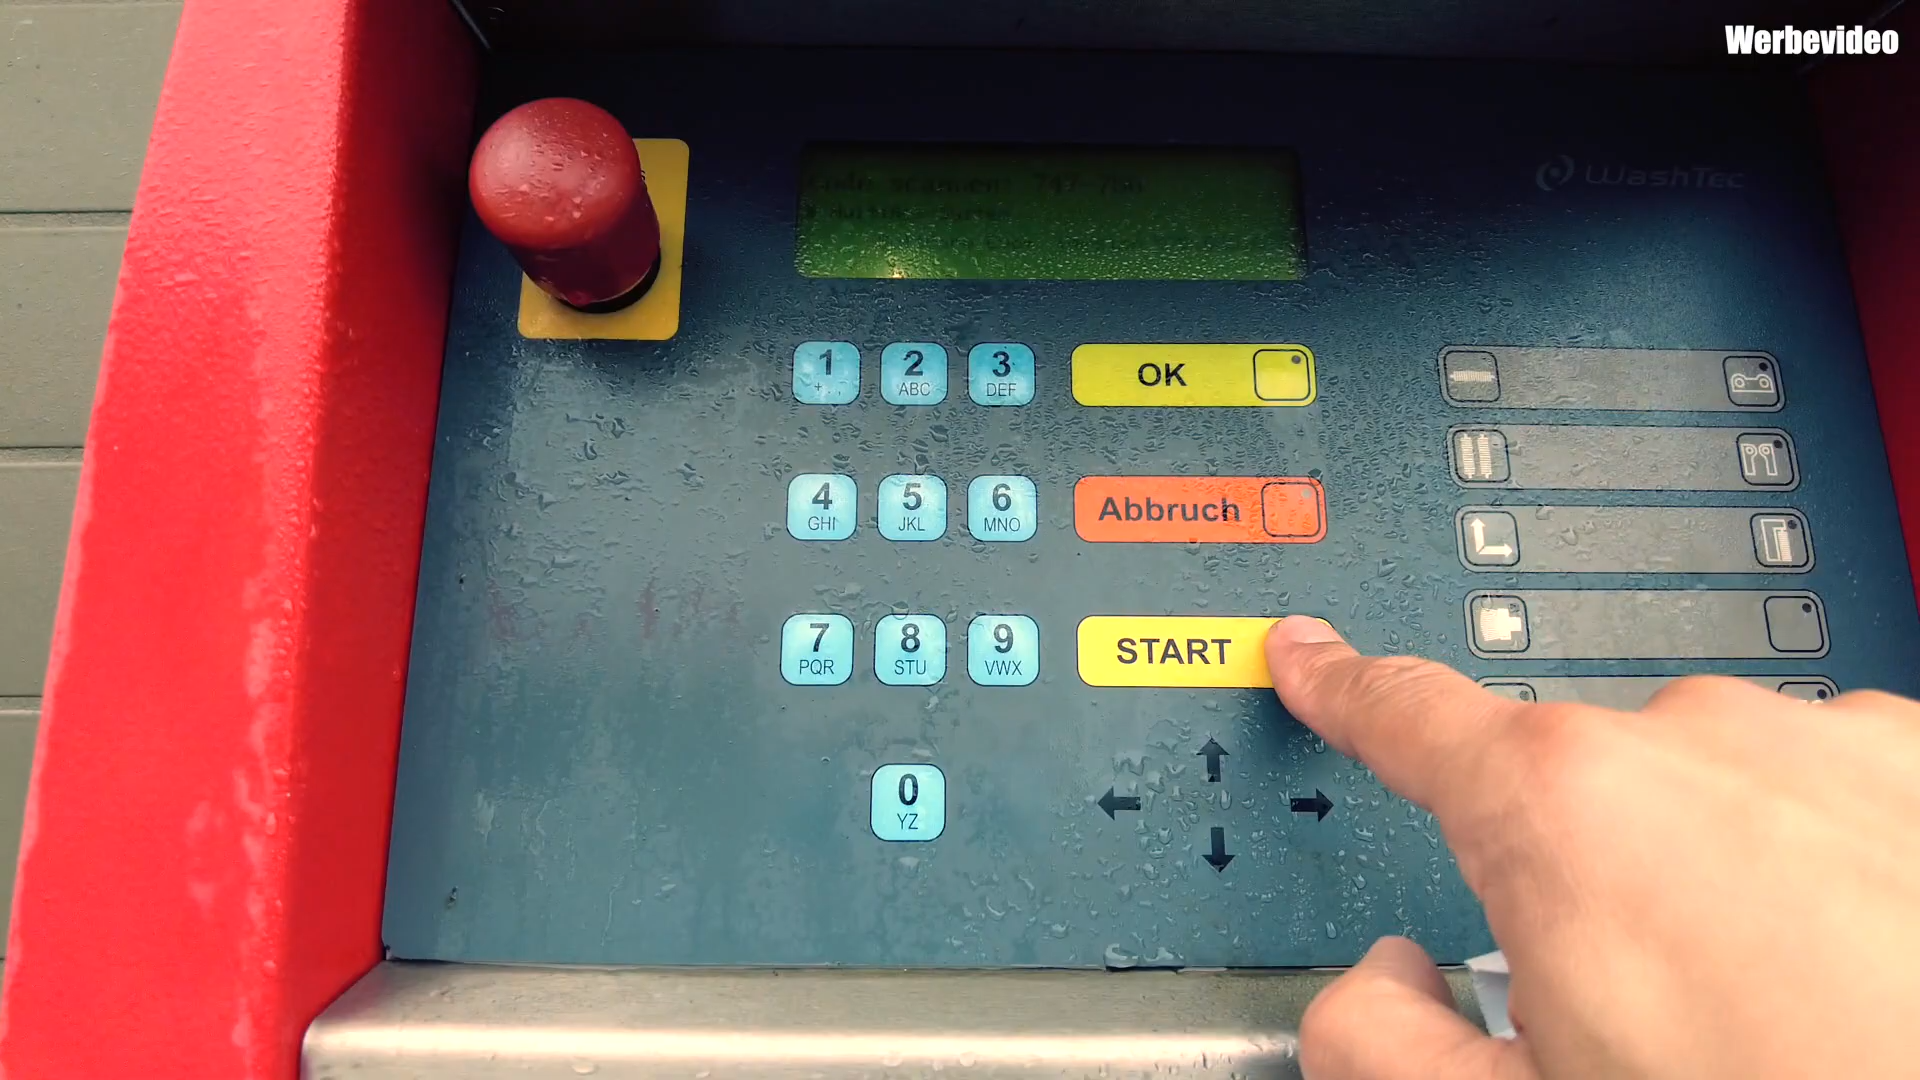 Werbevideo
WashTec
1
2 ABC
3 DEF
OK
4 GHI
5 JKL
6 MNO
Abbruch
7 PQR
8 STU
9 VWX
START
0 YZ